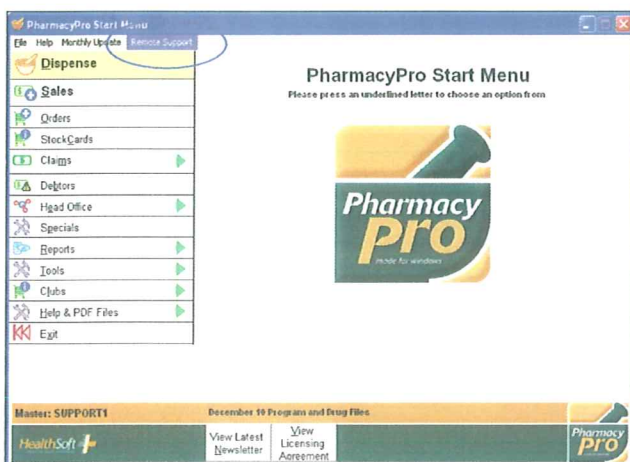 PharmacyPro Start Menu
File Help Monthly Update Remote Support
Dispense
Sales
Orders
StockCards
Claims
Debtors
Head Office
Specials
Reports
Tools
Clubs
Help & PDF Files
Exit
PharmacyPro Start Menu
Please press an underlined letter to choose an option from
Pharmacy
pro
made for windows
Master: SUPPORT1
December 10 Program and Drug Files
HealthSoft
View Latest
Newsletter
View
Licensing
Agreement
Pharmacy
pro